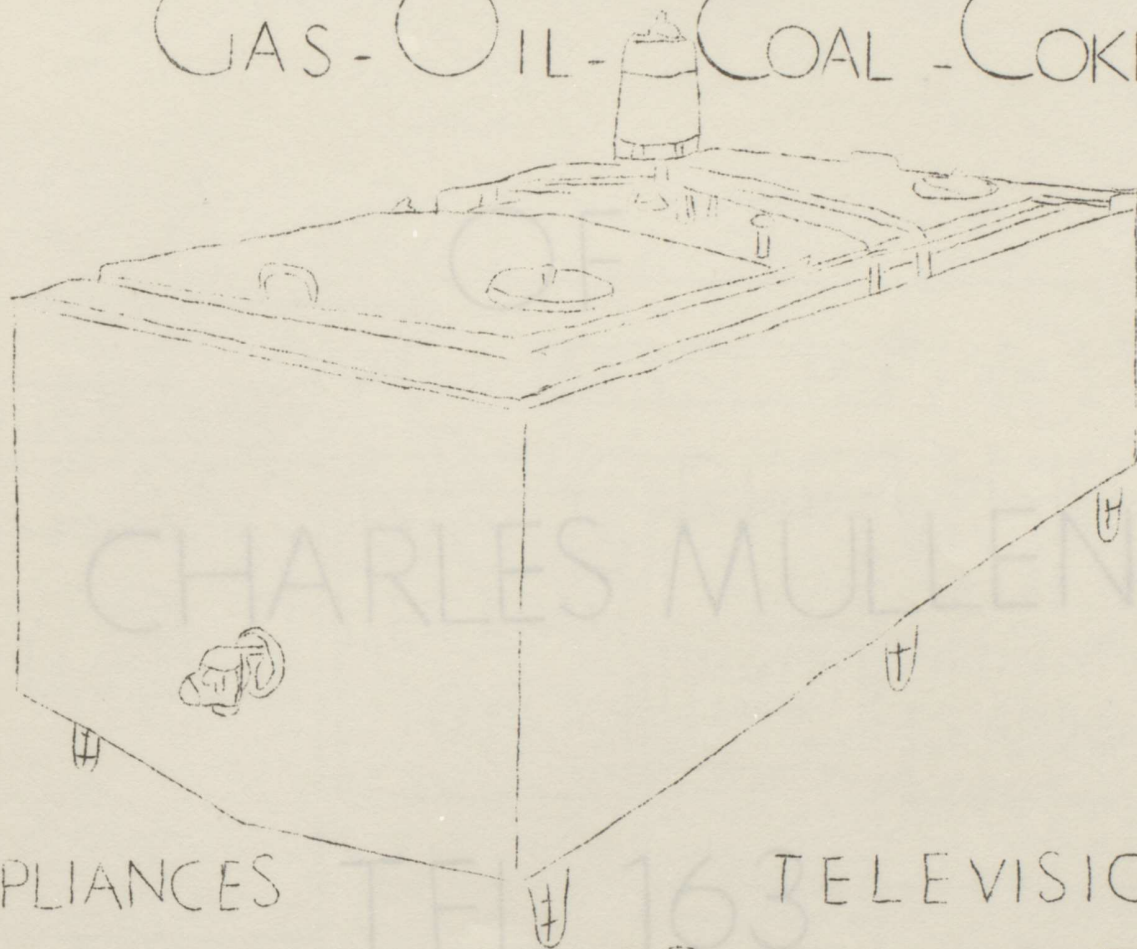 GAS-OIL-COAL-COKE
OF
CHARLES MULLEN
TEL 163
PLIANCES TELEVISIO